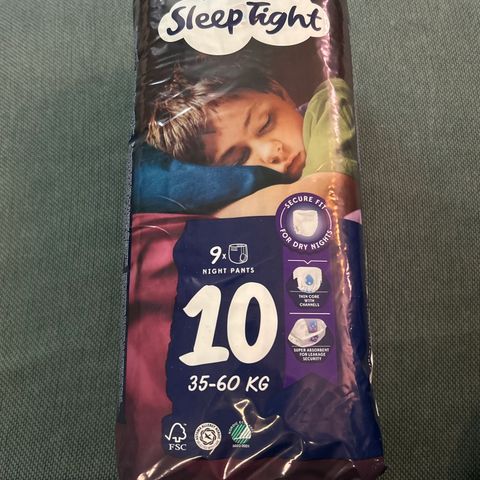 Sleep Tight
SECURE FIT
FOR DRY NIGHTS
9x
NIGHT PANTS
10
35-60 KG
THIN CORE
WITH
CHANNELS
SUPER ABSORBENT
FOR LEAKAGE
SECURITY
FSC